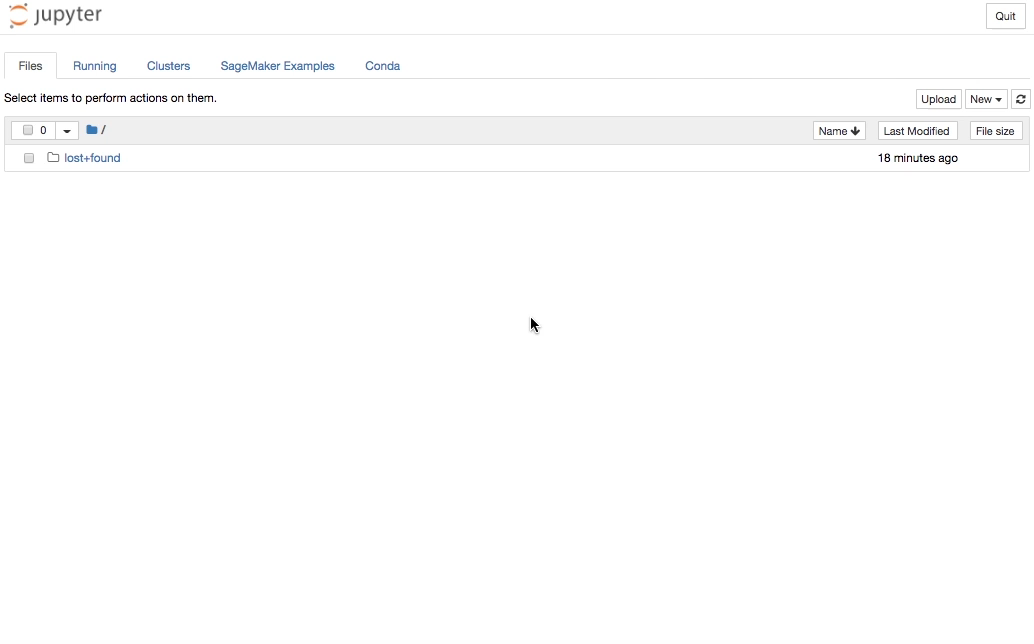 jupyter
Quit
Files Running Clusters SageMaker Examples Conda
Select items to perform actions on them.
Upload New
0 / Name Last Modified File size
lost+found 18 minutes ago